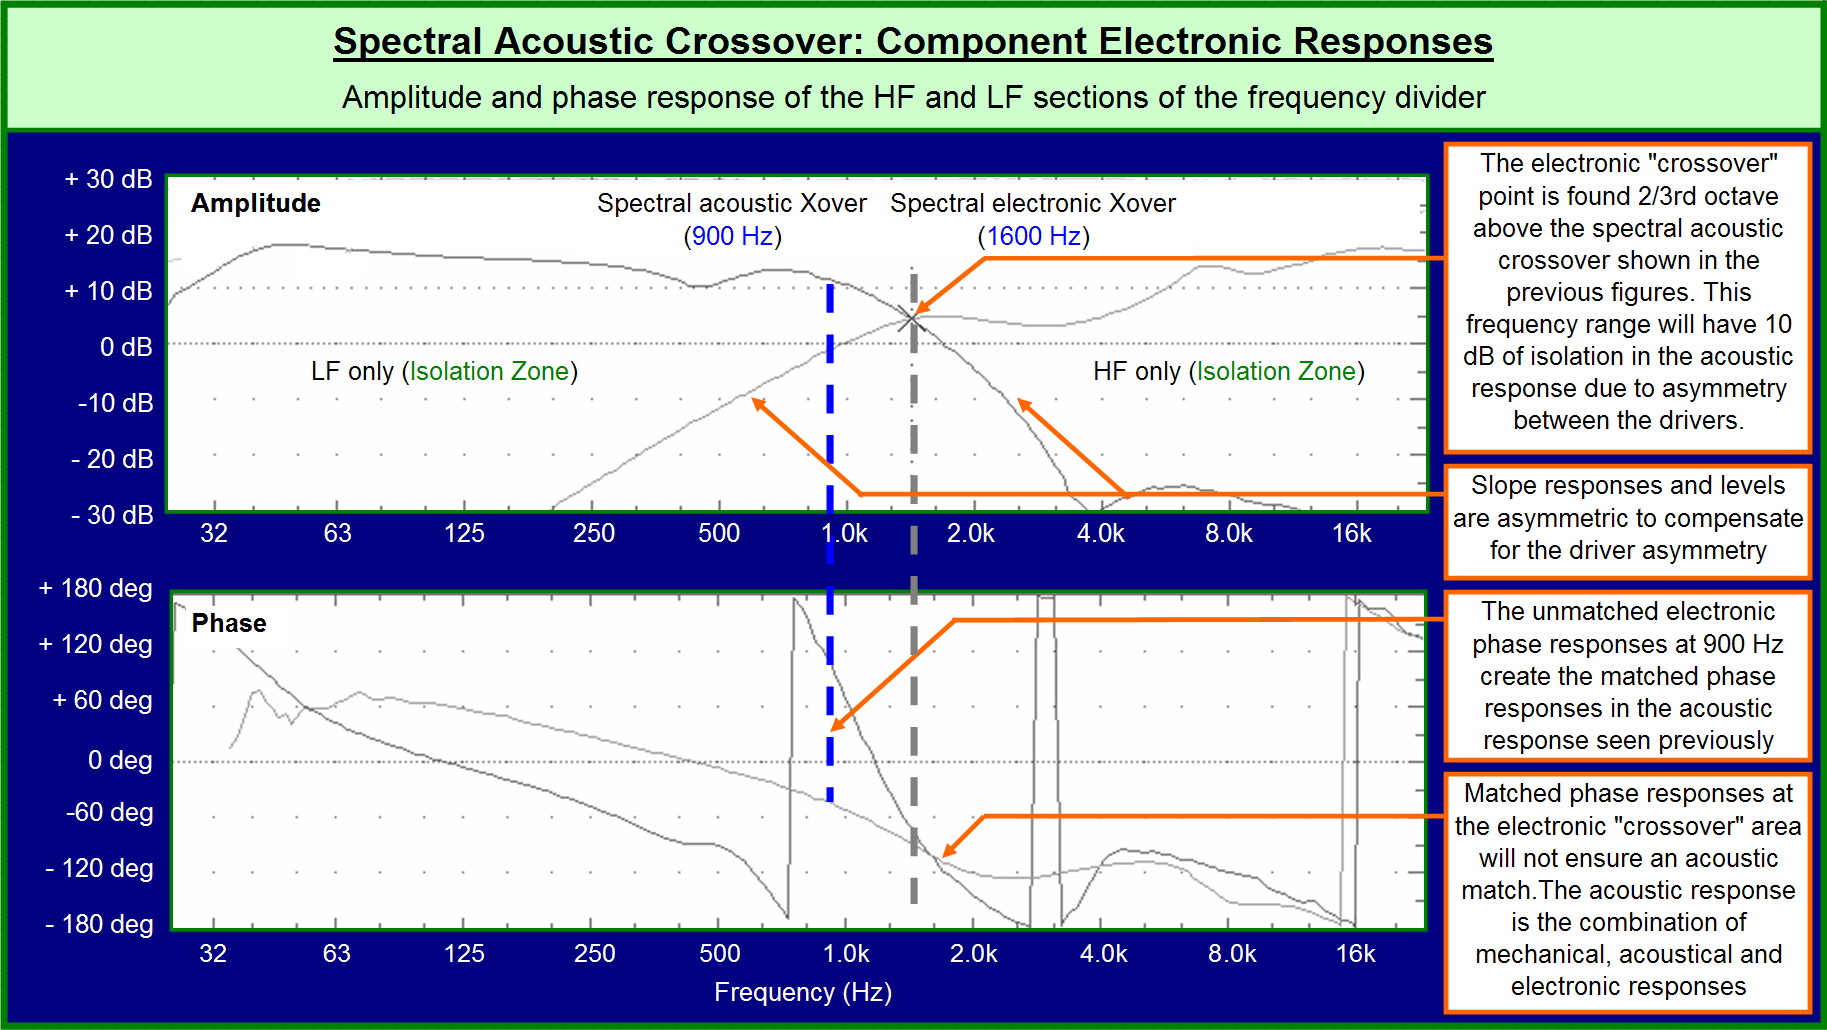 Spectral Acoustic Crossover: Component Electronic Responses
Amplitude and phase response of the HF and LF sections of the frequency divider
+ 30 dB
+ 20 dB
+ 10 dB
0 dB
-10 dB
- 20 dB
- 30 dB
Amplitude
Spectral acoustic Xover
(900 Hz)
Spectral electronic Xover
(1600 Hz)
LF only (Isolation Zone)
HF only (Isolation Zone)
32 63 125 250 500 1.0k 2.0k 4.0k 8.0k 16k
+ 180 deg
+ 120 deg
+ 60 deg
0 deg
-60 deg
- 120 deg
- 180 deg
Phase
32 63 125 250 500 1.0k 2.0k 4.0k 8.0k 16k
Frequency (Hz)
The electronic "crossover"
point is found 2/3rd octave
above the spectral acoustic
crossover shown in the
previous figures. This
frequency range will have 10
dB of isolation in the acoustic
response due to asymmetry
between the drivers.
Slope responses and levels
are asymmetric to compensate
for the driver asymmetry
The unmatched electronic
phase responses at 900 Hz
create the matched phase
responses in the acoustic
response seen previously
Matched phase responses at
the electronic "crossover" area
will not ensure an acoustic
match.The acoustic response
is the combination of
mechanical, acoustical and
electronic responses